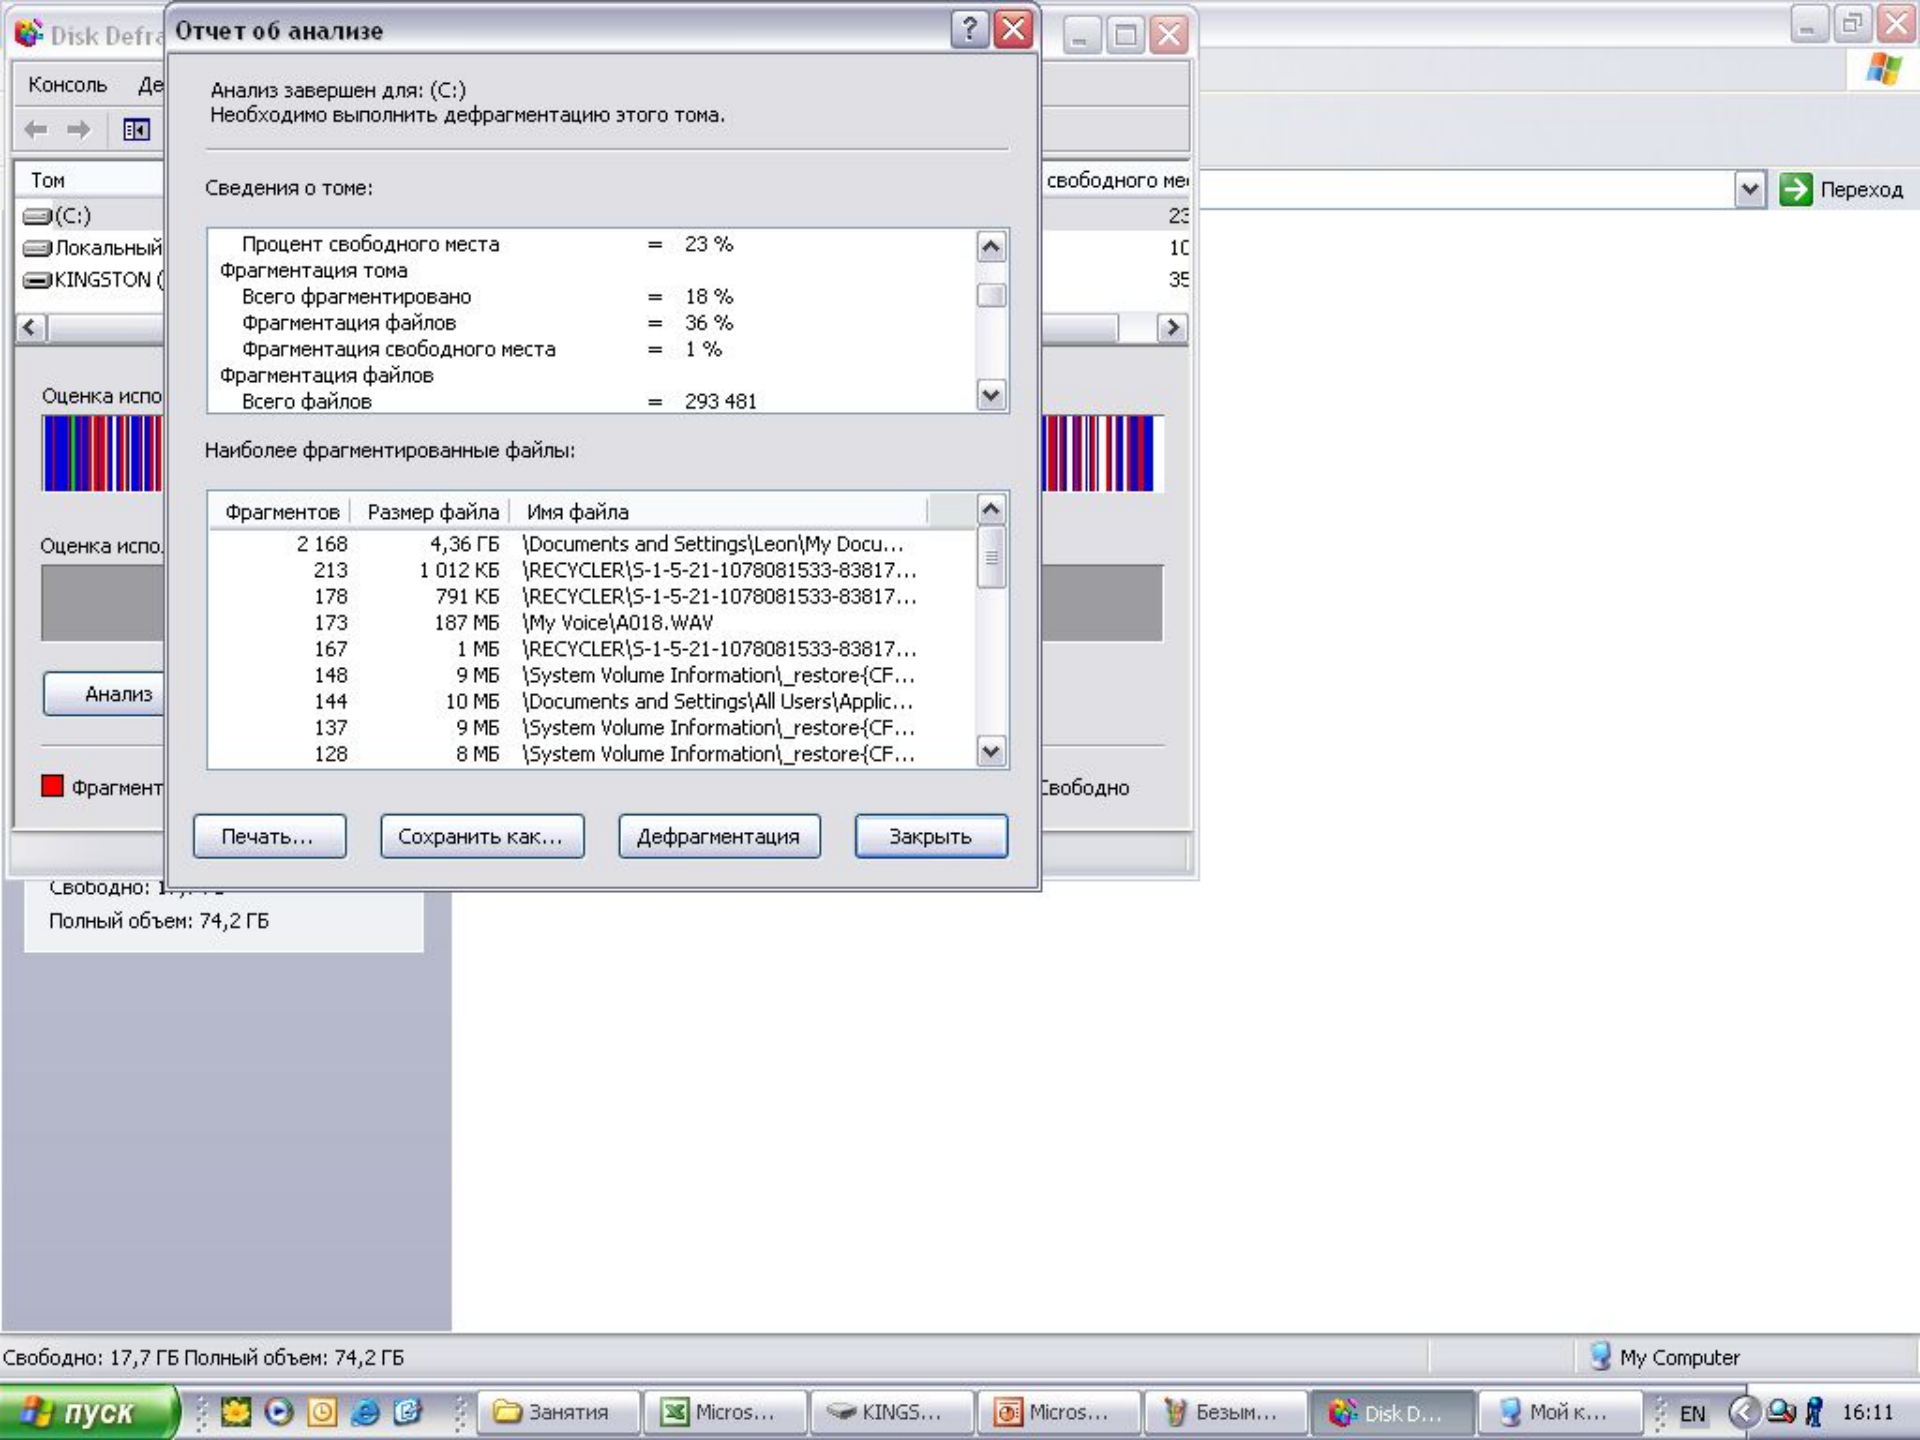 Disk Defra
Отчет об анализе
Консоль Де
Анализ завершен для: (C:)
Необходимо выполнить дефрагментацию этого тома.
Том
Сведения о томе:
свободного ме
Переход
(C:)
23
Локальный
10
KINGSTON (
35
Процент свободного места = 23 %
Фрагментация тома
Всего фрагментировано = 18 %
Фрагментация файлов = 36 %
Фрагментация свободного места = 1 %
Фрагментация файлов
Всего файлов = 293 481
Оценка испо
Наиболее фрагментированные файлы:
Фрагментов Размер файла Имя файла
2 168 4,36 ГБ \Documents and Settings\Leon\My Docu...
213 1 012 КБ \RECYCLER\S-1-5-21-1078081533-83817...
178 791 КБ \RECYCLER\S-1-5-21-1078081533-83817...
173 187 МБ \My Voice\A018.WAV
167 1 МБ \RECYCLER\S-1-5-21-1078081533-83817...
148 9 МБ \System Volume Information\_restore{CF...
144 10 МБ \Documents and Settings\All Users\Applic...
137 9 МБ \System Volume Information\_restore{CF...
128 8 МБ \System Volume Information\_restore{CF...
Оценка испо.
Анализ
Фрагмент
Свободно
Печать... Сохранить как... Дефрагментация Закрыть
Свободно:
Полный объем: 74,2 ГБ
Свободно: 17,7 ГБ Полный объем: 74,2 ГБ
My Computer
пуск Занятия Micros... KINGS... Micros... Безым... Disk D... Мой к... EN 16:11